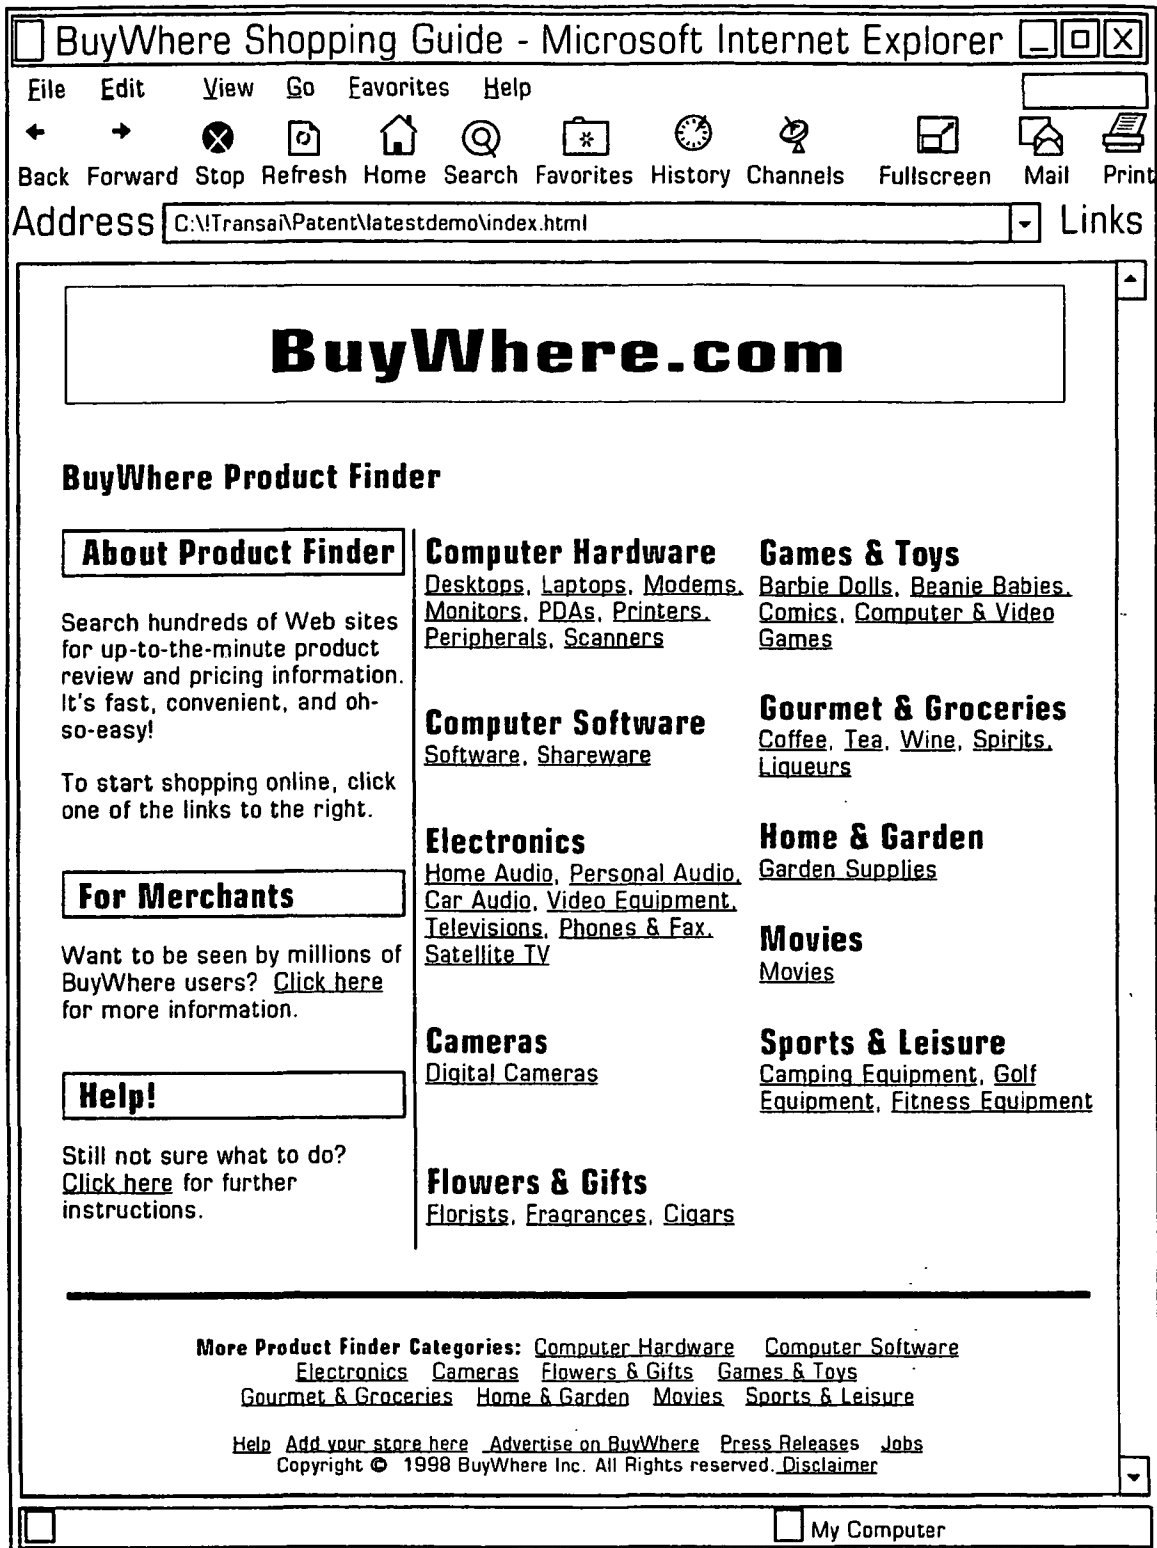 BuyWhere Shopping Guide - Microsoft Internet Explorer
File Edit View Go Favorites Help
Back Forward Stop Refresh Home Search Favorites History Channels Fullscreen Mail Print
Address C:\!Transai\Patent\latestdemo\index.html Links
BuyWhere.com
BuyWhere Product Finder
About Product Finder
Search hundreds of Web sites
for up-to-the-minute product
review and pricing information.
It's fast, convenient, and oh-
so-easy!
To start shopping online, click
one of the links to the right.
For Merchants
Want to be seen by millions of
BuyWhere users? Click here
for more information.
Help!
Still not sure what to do?
Click here for further
instructions.
Computer Hardware
Desktops, Laptops, Modems,
Monitors, PDAs, Printers,
Peripherals, Scanners
Computer Software
Software, Shareware
Electronics
Home Audio, Personal Audio,
Car Audio, Video Equipment,
Televisions, Phones & Fax,
Satellite TV
Cameras
Digital Cameras
Flowers & Gifts
Florists, Fragrances, Cigars
Games & Toys
Barbie Dolls, Beanie Babies,
Comics, Computer & Video
Games
Gourmet & Groceries
Coffee, Tea, Wine, Spirits,
Liqueurs
Home & Garden
Garden Supplies
Movies
Movies
Sports & Leisure
Camping Equipment, Golf
Equipment, Fitness Equipment
More Product Finder Categories: Computer Hardware Computer Software
Electronics Cameras Flowers & Gifts Games & Toys
Gourmet & Groceries Home & Garden Movies Sports & Leisure
Help Add your store here Advertise on BuyWhere Press Releases Jobs
Copyright © 1998 BuyWhere Inc. All Rights reserved. Disclaimer
My Computer